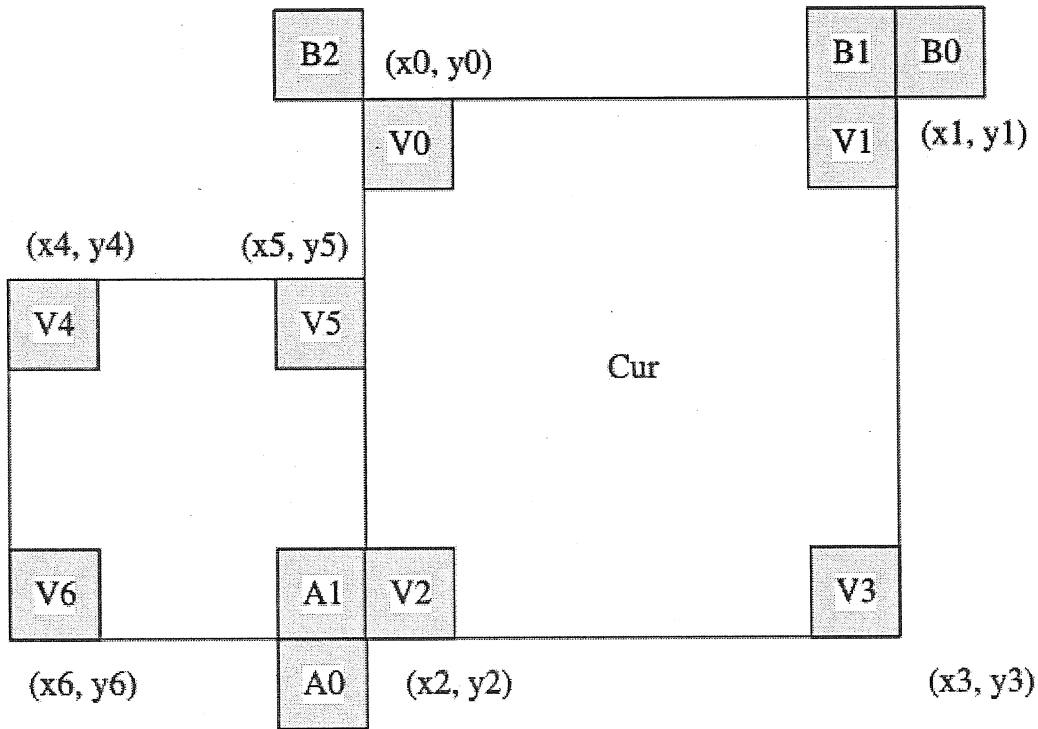 B2 (x0, y0) B1 B0
V0 V1 (x1, y1)
(x4, y4) (x5, y5)
V4 V5
Cur
V6 A1 V2 V3
(x6, y6) A0 (x2, y2) (x3, y3)